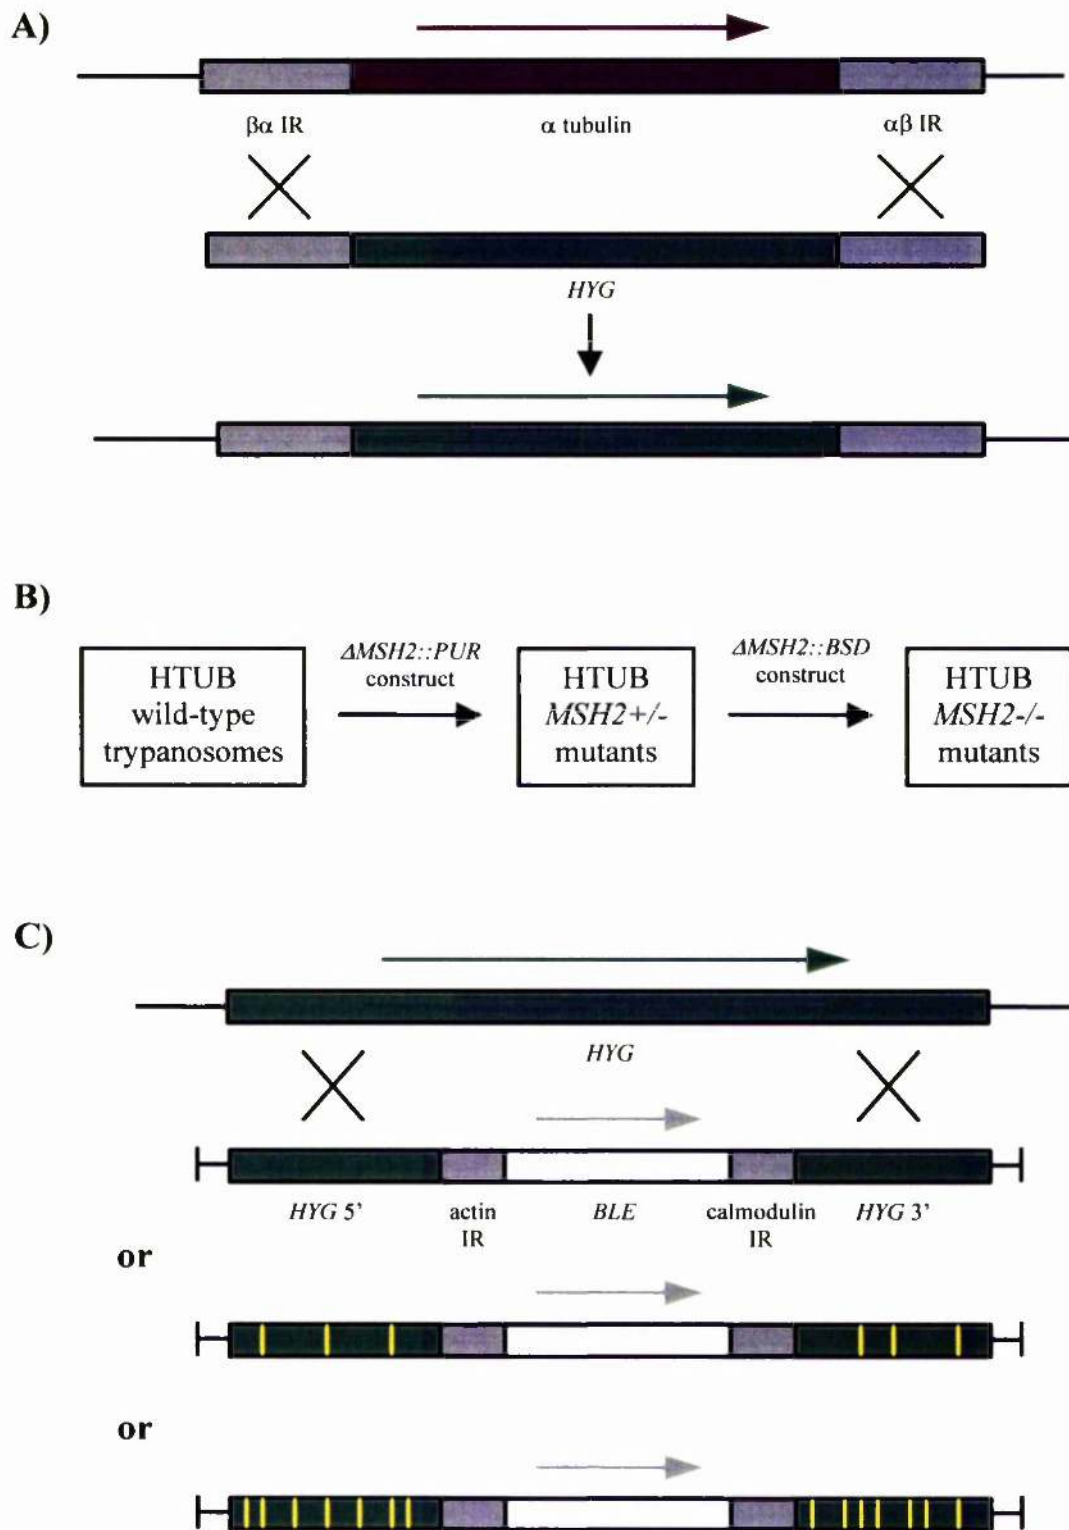 A)
βα IR
α tubulin
αβ IR
HYG
B)
HTUB
wild-type
trypanosomes
ΔMSH2::PUR
construct
HTUB
MSH2+/-
mutants
ΔMSH2::BSD
construct
HTUB
MSH2-/-
mutants
C)
HYG
HYG 5'
actin
IR
BLE
calmodulin
IR
HYG 3'
or
or